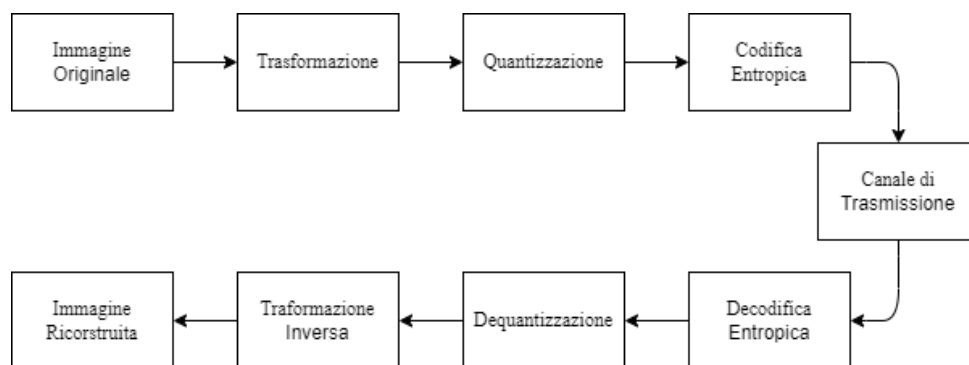 Immagine
Originale
Trasformazione
Quantizzazione
Codifica
Entropica
Canale di
Trasmissione
Decodifica
Entropica
Dequantizzazione
Traformazione
Inversa
Immagine
Ricorstruita